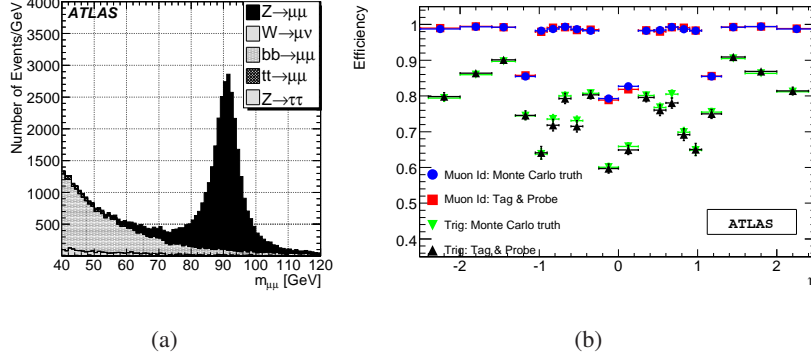 ATLAS
Number of Events/GeV
4000
3500
3000
2500
2000
1500
1000
500
40 50 60 70 80 90 100 110 120
mμμ [GeV]
Z→μμ
W→μν
bb→μμ
tt→μμ
Z→ττ
(a)
Efficiency
1
0.9
0.8
0.7
0.6
0.5
0.4
-2 -1 0 1 2
Muon Id: Monte Carlo truth
Muon Id: Tag & Probe
Trig: Monte Carlo truth
Trig: Tag & Probe
ATLAS
(b)